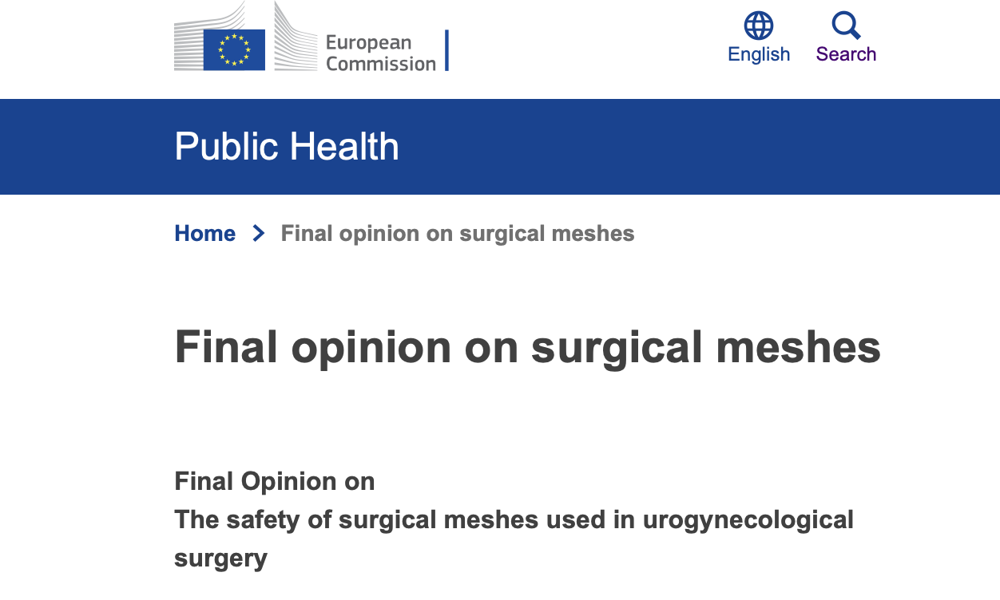 European
Commission
English
Search
Public Health
Home
Final opinion on surgical meshes
Final opinion on surgical meshes
Final Opinion on
The safety of surgical meshes used in urogynecological
surgery